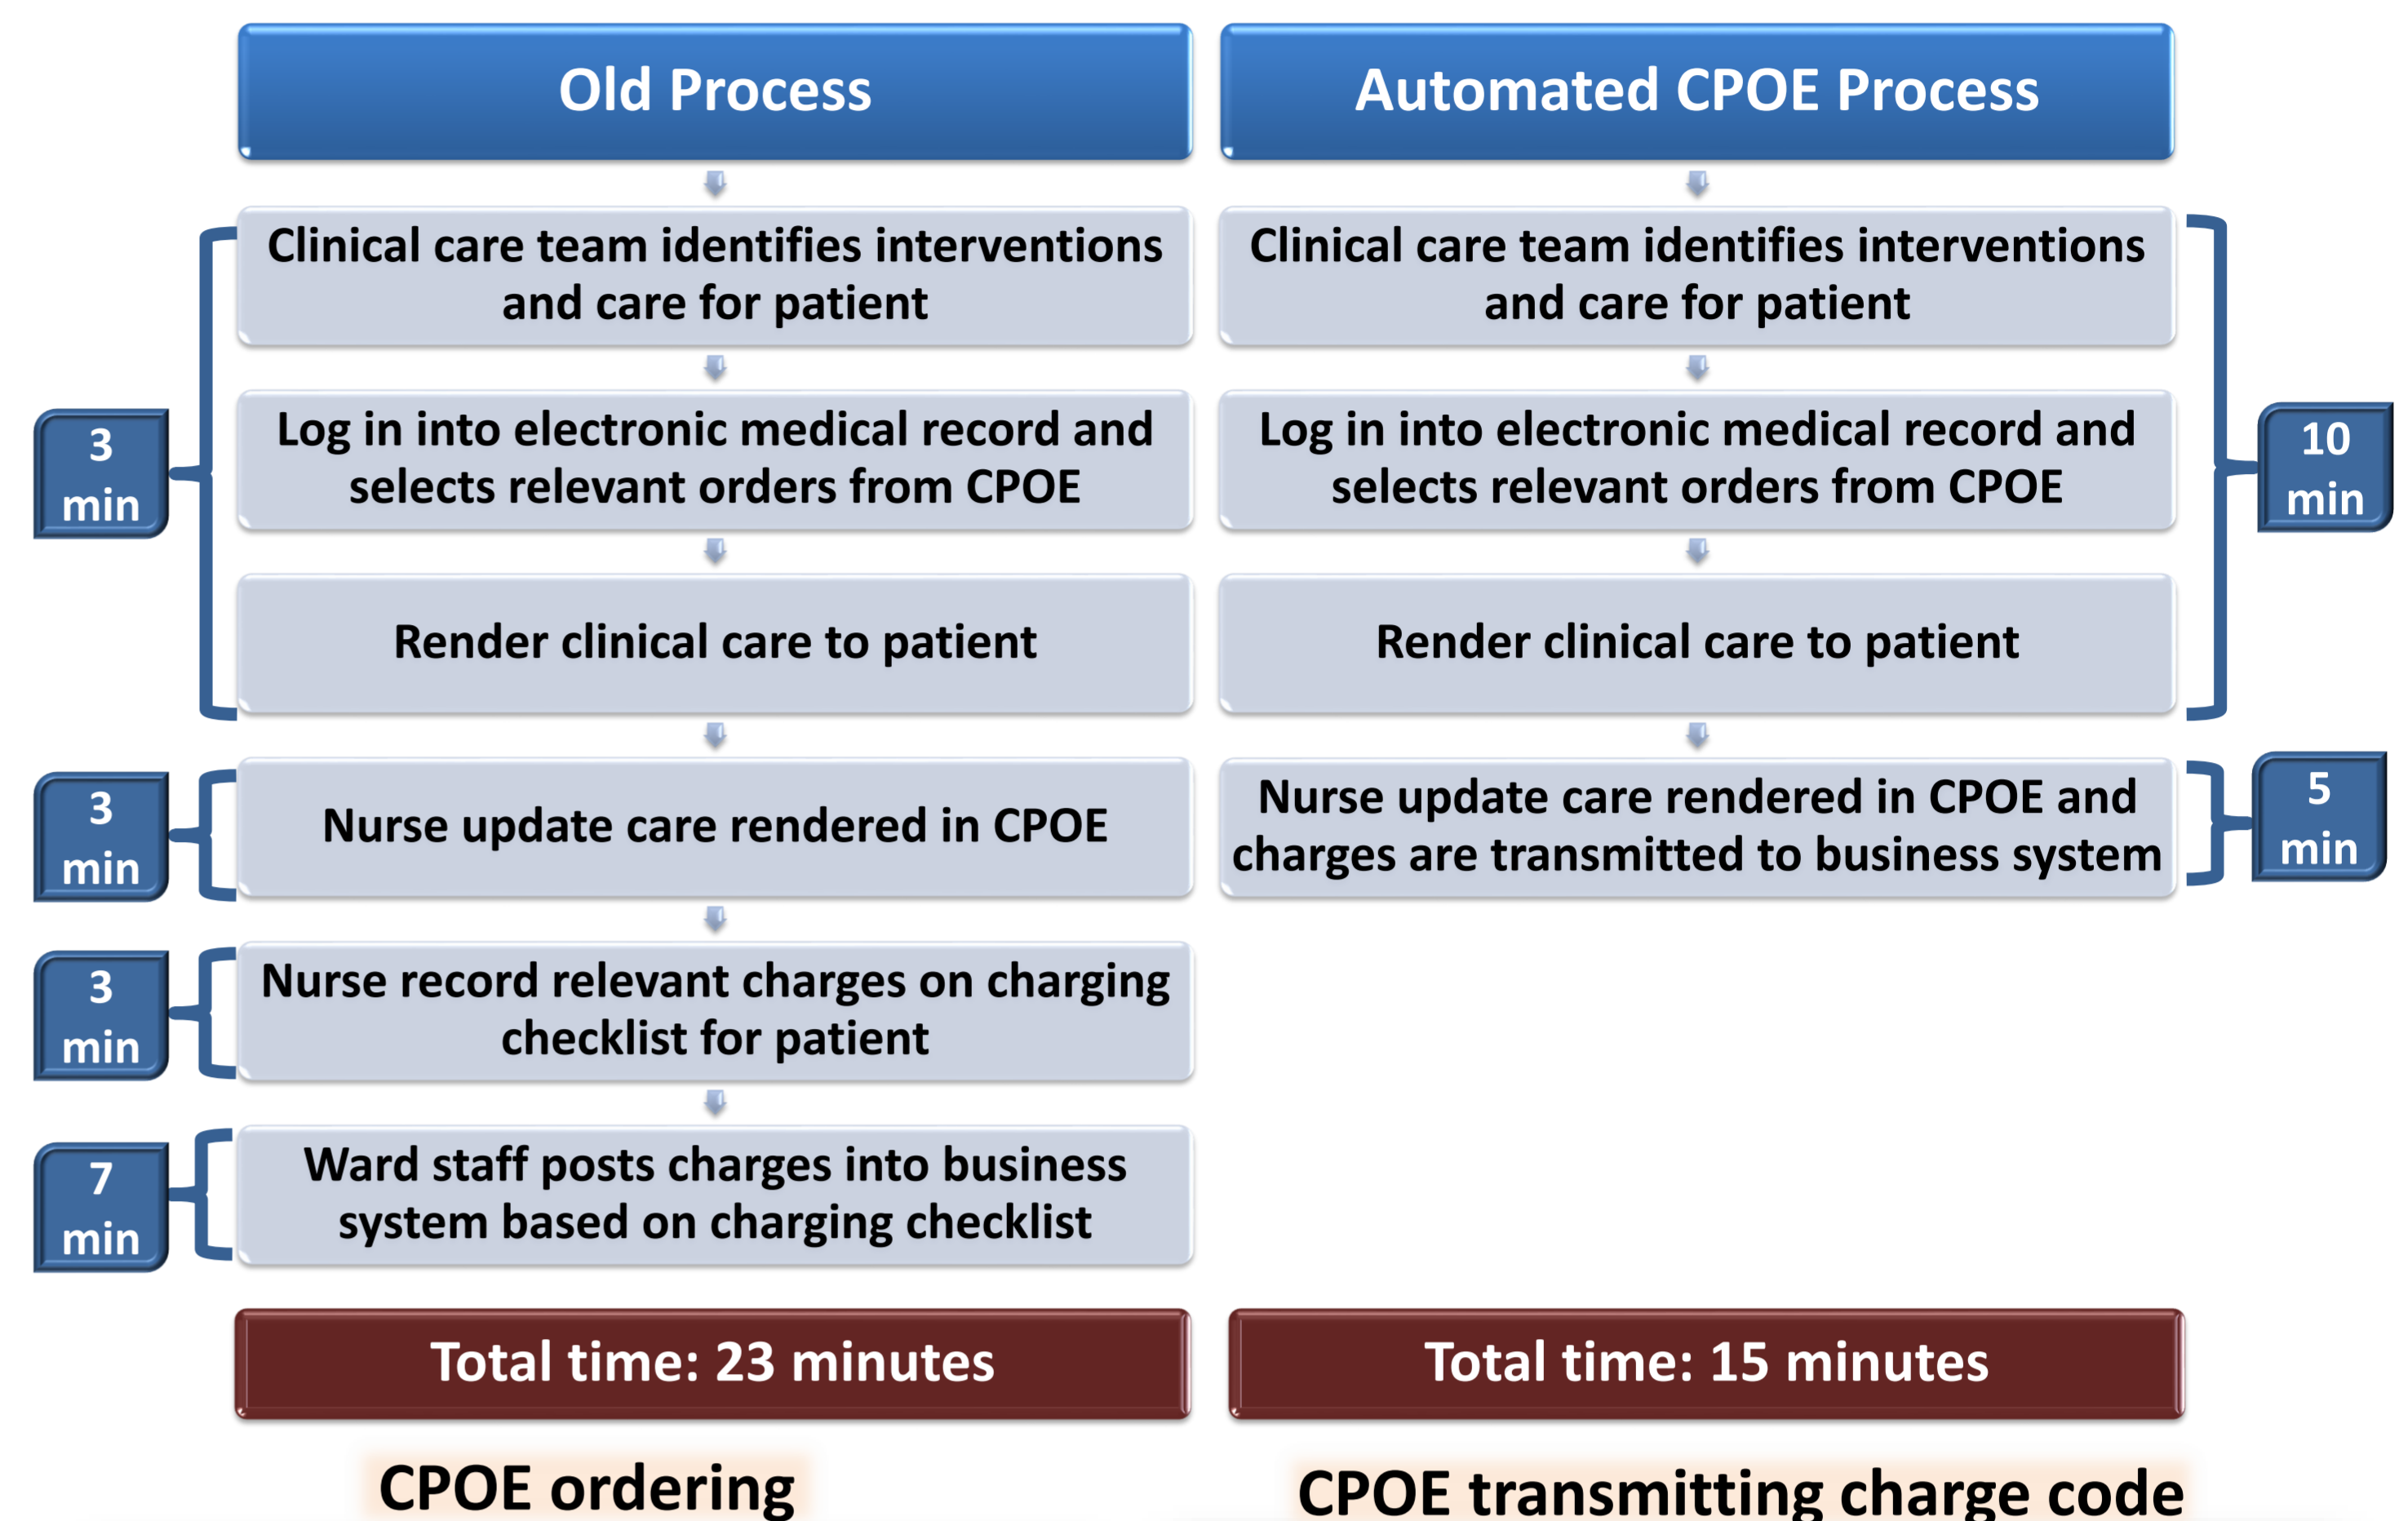 Old Process
Clinical care team identifies interventions
and care for patient
Log in into electronic medical record and
selects relevant orders from CPOE
Render clinical care to patient
3
min
Nurse update care rendered in CPOE
3
min
Nurse record relevant charges on charging
checklist for patient
3
min
Ward staff posts charges into business
system based on charging checklist
7
min
Total time: 23 minutes
CPOE ordering
Automated CPOE Process
Clinical care team identifies interventions
and care for patient
Log in into electronic medical record and
selects relevant orders from CPOE
Render clinical care to patient
10
min
Nurse update care rendered in CPOE and
charges are transmitted to business system
5
min
Total time: 15 minutes
CPOE transmitting charge code